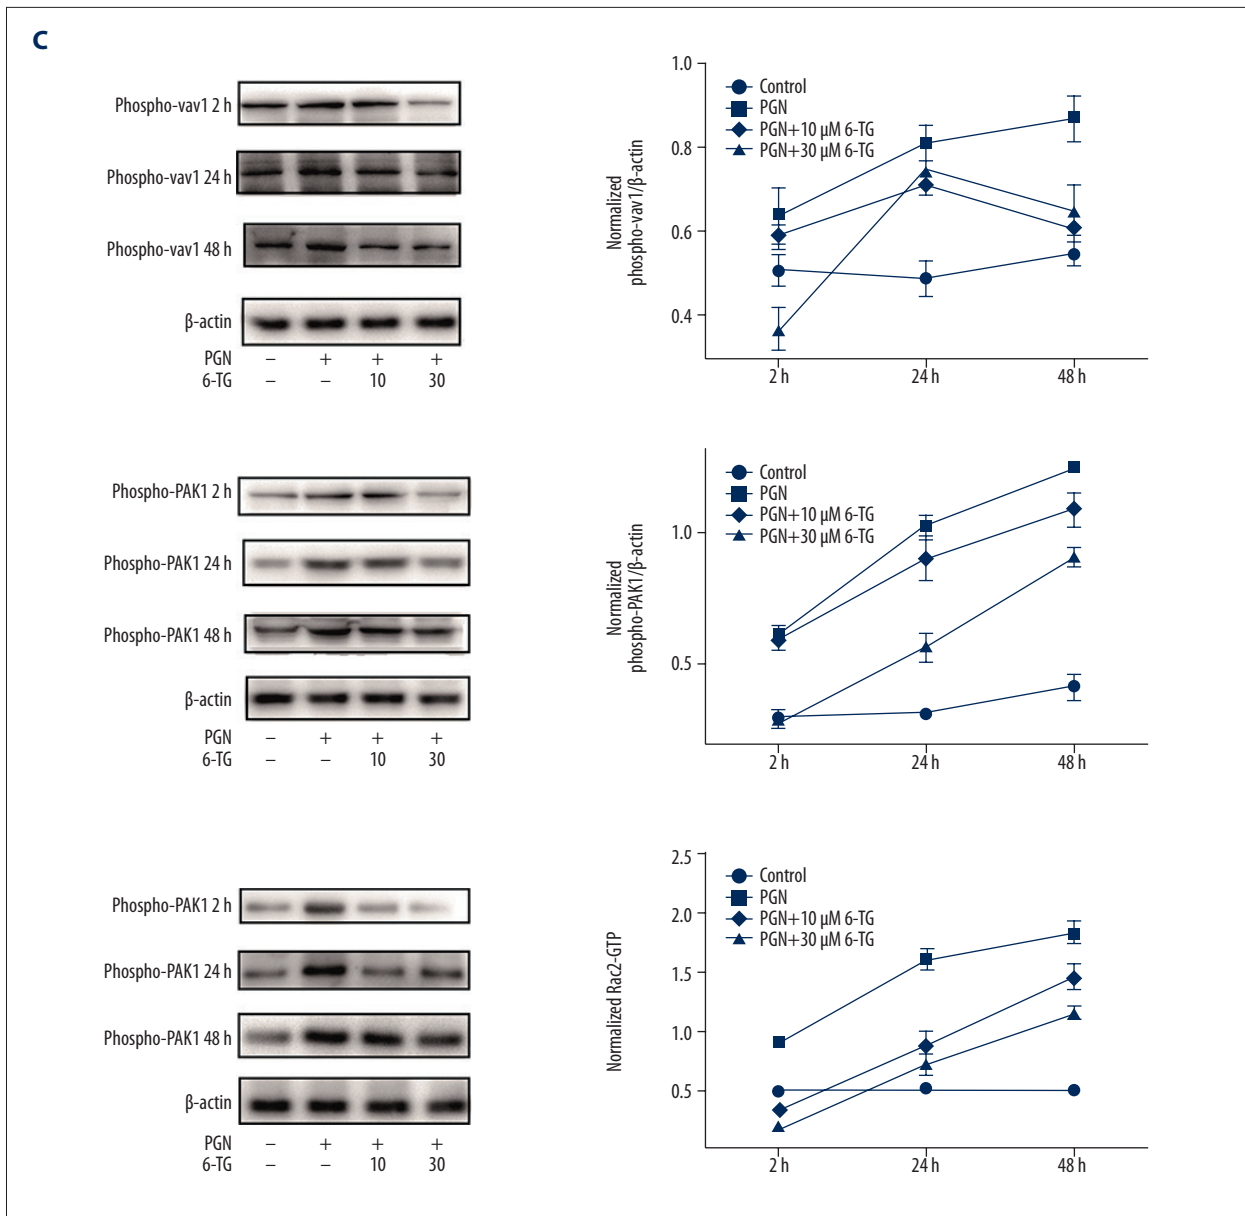 C
Phospho-vav1 2 h
Phospho-vav1 24 h
Phospho-vav1 48 h
β-actin
PGN – + + +
6-TG – – 10 30
1.0
0.8
0.6
0.4
Normalized
phospho-vav1/β-actin
Control
PGN
PGN+10 µM 6-TG
PGN+30 µM 6-TG
2 h 24 h 48 h
Phospho-PAK1 2 h
Phospho-PAK1 24 h
Phospho-PAK1 48 h
β-actin
PGN – + + +
6-TG – – 10 30
1.0
0.5
Normalized
phospho-PAK1/β-actin
Control
PGN
PGN+10 µM 6-TG
PGN+30 µM 6-TG
2 h 24 h 48 h
Phospho-PAK1 2 h
Phospho-PAK1 24 h
Phospho-PAK1 48 h
β-actin
PGN – + + +
6-TG – – 10 30
2.5
2.0
1.5
1.0
0.5
Normalized Rac2-GTP
Control
PGN
PGN+10 µM 6-TG
PGN+30 µM 6-TG
2 h 24 h 48 h